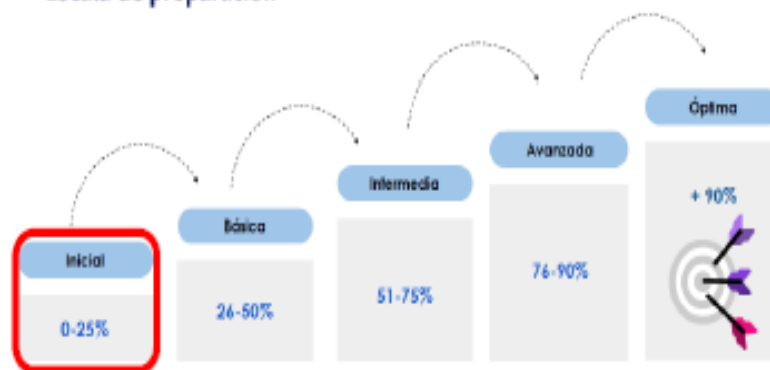 Óptima
Avanzada
+ 90%
Intermedia
Básica
76-90%
Inicial
51-75%
26-50%
0-25%